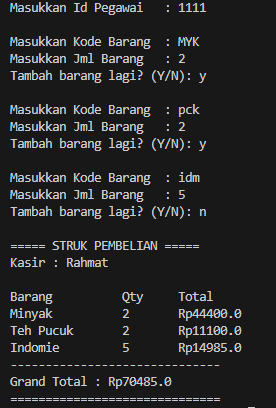 Masukkan Id Pegawai   : 1111
Masukkan Kode Barang  : MYK
Masukkan Jml Barang   : 2
Tambah barang lagi? (Y/N): y
Masukkan Kode Barang  : pck
Masukkan Jml Barang   : 2
Tambah barang lagi? (Y/N): y
Masukkan Kode Barang  : idm
Masukkan Jml Barang   : 5
Tambah barang lagi? (Y/N): n
===== STRUK PEMBELIAN =====
Kasir : Rahmat
Barang          Qty     Total
Minyak          2       Rp44400.0
Teh Pucuk       2       Rp11100.0
Indomie         5       Rp14985.0
------------------------------
Grand Total : Rp70485.0
==============================